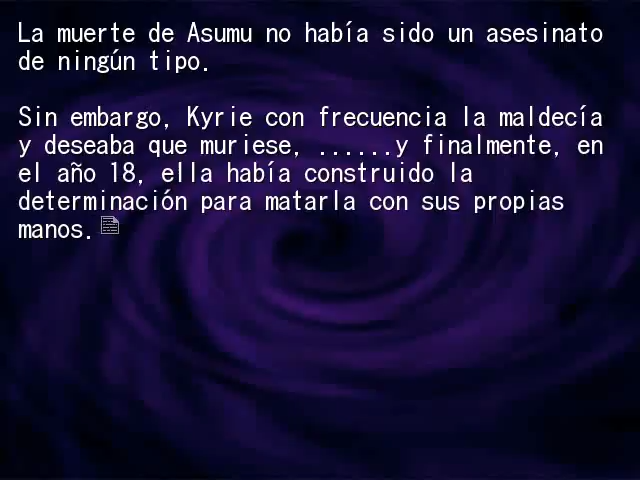 La muerte de Asumu no había sido un asesinato
de ningún tipo.
Sin embargo, Kyrie con frecuencia la maldecía
y deseaba que muriese, ......y finalmente, en
el año 18, ella había construido la
determinación para matarla con sus propias
manos.